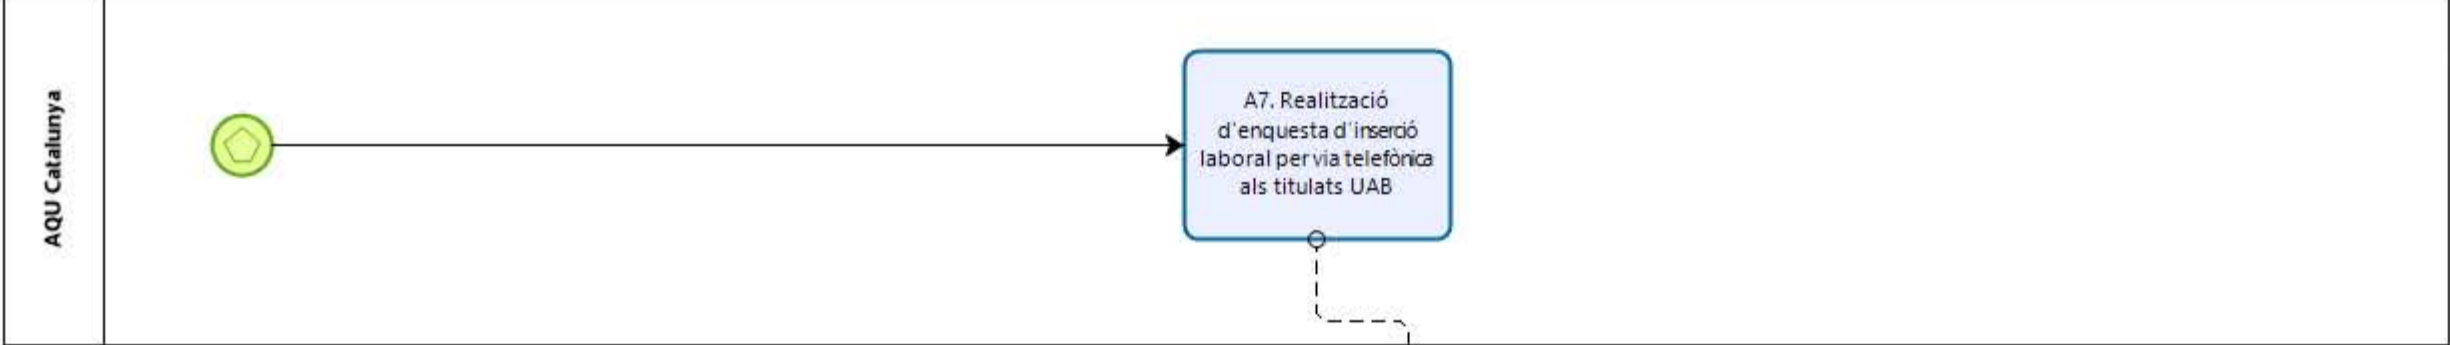 AQU Catalunya
A7. Realització
d'enquesta d'inserció
laboral per via telefònica
als titulats UAB